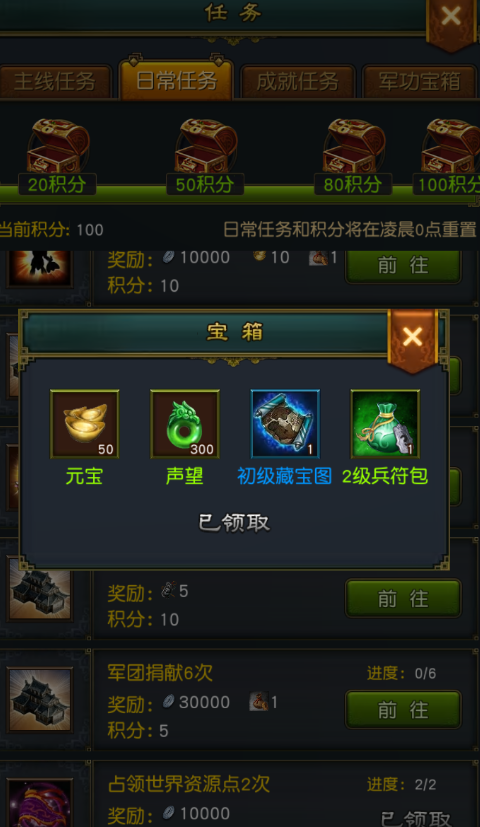 任务
主线任务 日常任务 成就任务 军功宝箱
20积分 50积分 80积分 100积分
当前积分: 100 日常任务和积分将在凌晨0点重置
奖励: 10000 10 1 前往
积分: 10
宝箱
50 300 1 1
元宝 声望 初级藏宝图 2级兵符包
已领取
奖励: 5 前往
积分: 10
军团捐献6次 进度: 0/6
奖励: 30000 1 前往
积分: 5
占领世界资源点2次 进度: 2/2
奖励: 10000 已领取